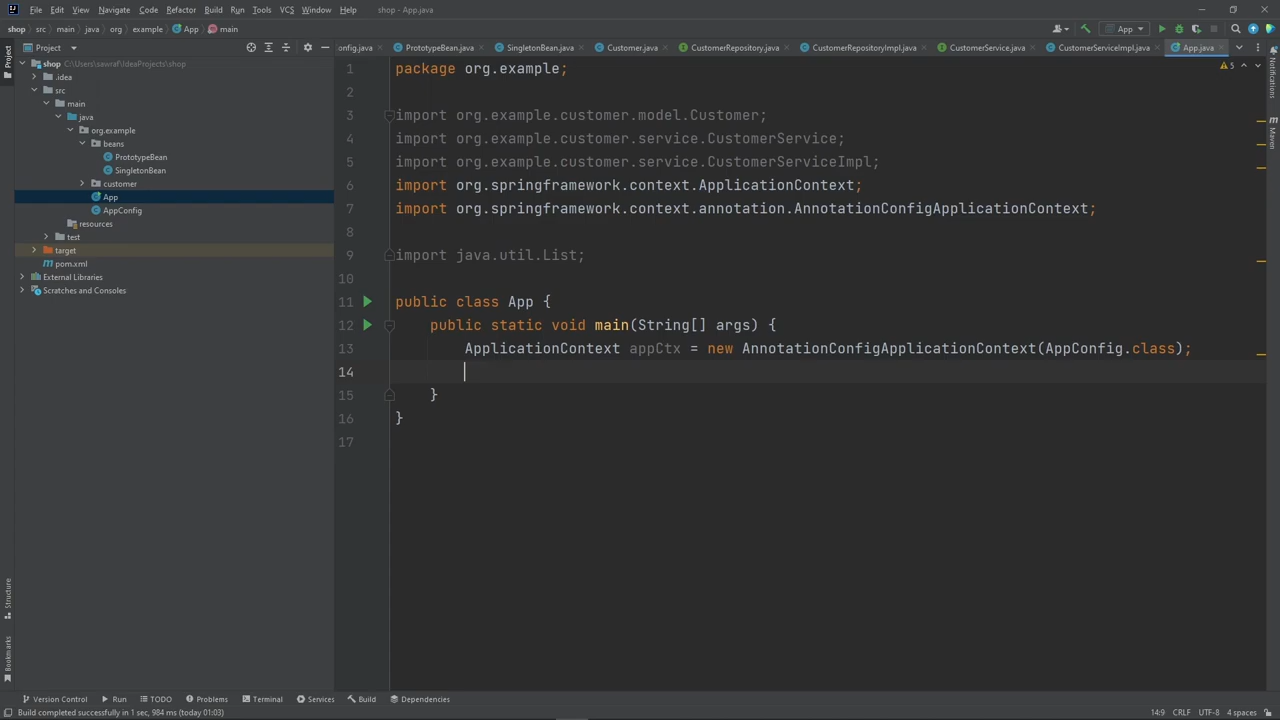 File Edit View Navigate Code Refactor Build Run Tools VCS Window Help shop - App.java
shop src main java org example App main App
Project onfig.java PrototypeBean.java SingletonBean.java Customer.java CustomerRepository.java CustomerRepositoryImpl.java CustomerService.java CustomerServiceImpl.java App.java
shop C:\Users\sawraf\IdeaProjects\shop
.idea
src
main
java
org.example
beans
PrototypeBean
SingletonBean
customer
App
AppConfig
resources
test
target
pom.xml
External Libraries
Scratches and Consoles
1 package org.example;
2
3 import org.example.customer.model.Customer;
4 import org.example.customer.service.CustomerService;
5 import org.example.customer.service.CustomerServiceImpl;
6 import org.springframework.context.ApplicationContext;
7 import org.springframework.context.annotation.AnnotationConfigApplicationContext;
8
9 import java.util.List;
10
11 public class App {
12 public static void main(String[] args) {
13 ApplicationContext appCtx = new AnnotationConfigApplicationContext(AppConfig.class);
14
15 }
16 }
17
5
Project
Structure
Bookmarks
Notifications
Maven
Version Control Run TODO Problems Terminal Services Build Dependencies
Build completed successfully in 1 sec, 984 ms (today 01:03) 14:9 CRLF UTF-8 4 spaces